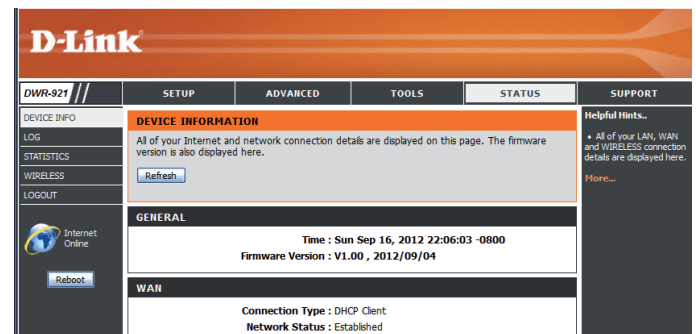 D-Link
DWR-921
SETUP
ADVANCED
TOOLS
STATUS
SUPPORT
DEVICE INFO
LOG
STATISTICS
WIRELESS
LOGOUT
Internet
Online
Reboot
DEVICE INFORMATION
All of your Internet and network connection details are displayed on this page. The firmware
version is also displayed here.
Refresh
GENERAL
Time : Sun Sep 16, 2012 22:06:03 -0800
Firmware Version : V1.00 , 2012/09/04
WAN
Connection Type : DHCP Client
Network Status : Established
Helpful Hints..
• All of your LAN, WAN
and WIRELESS connection
details are displayed here.
More...